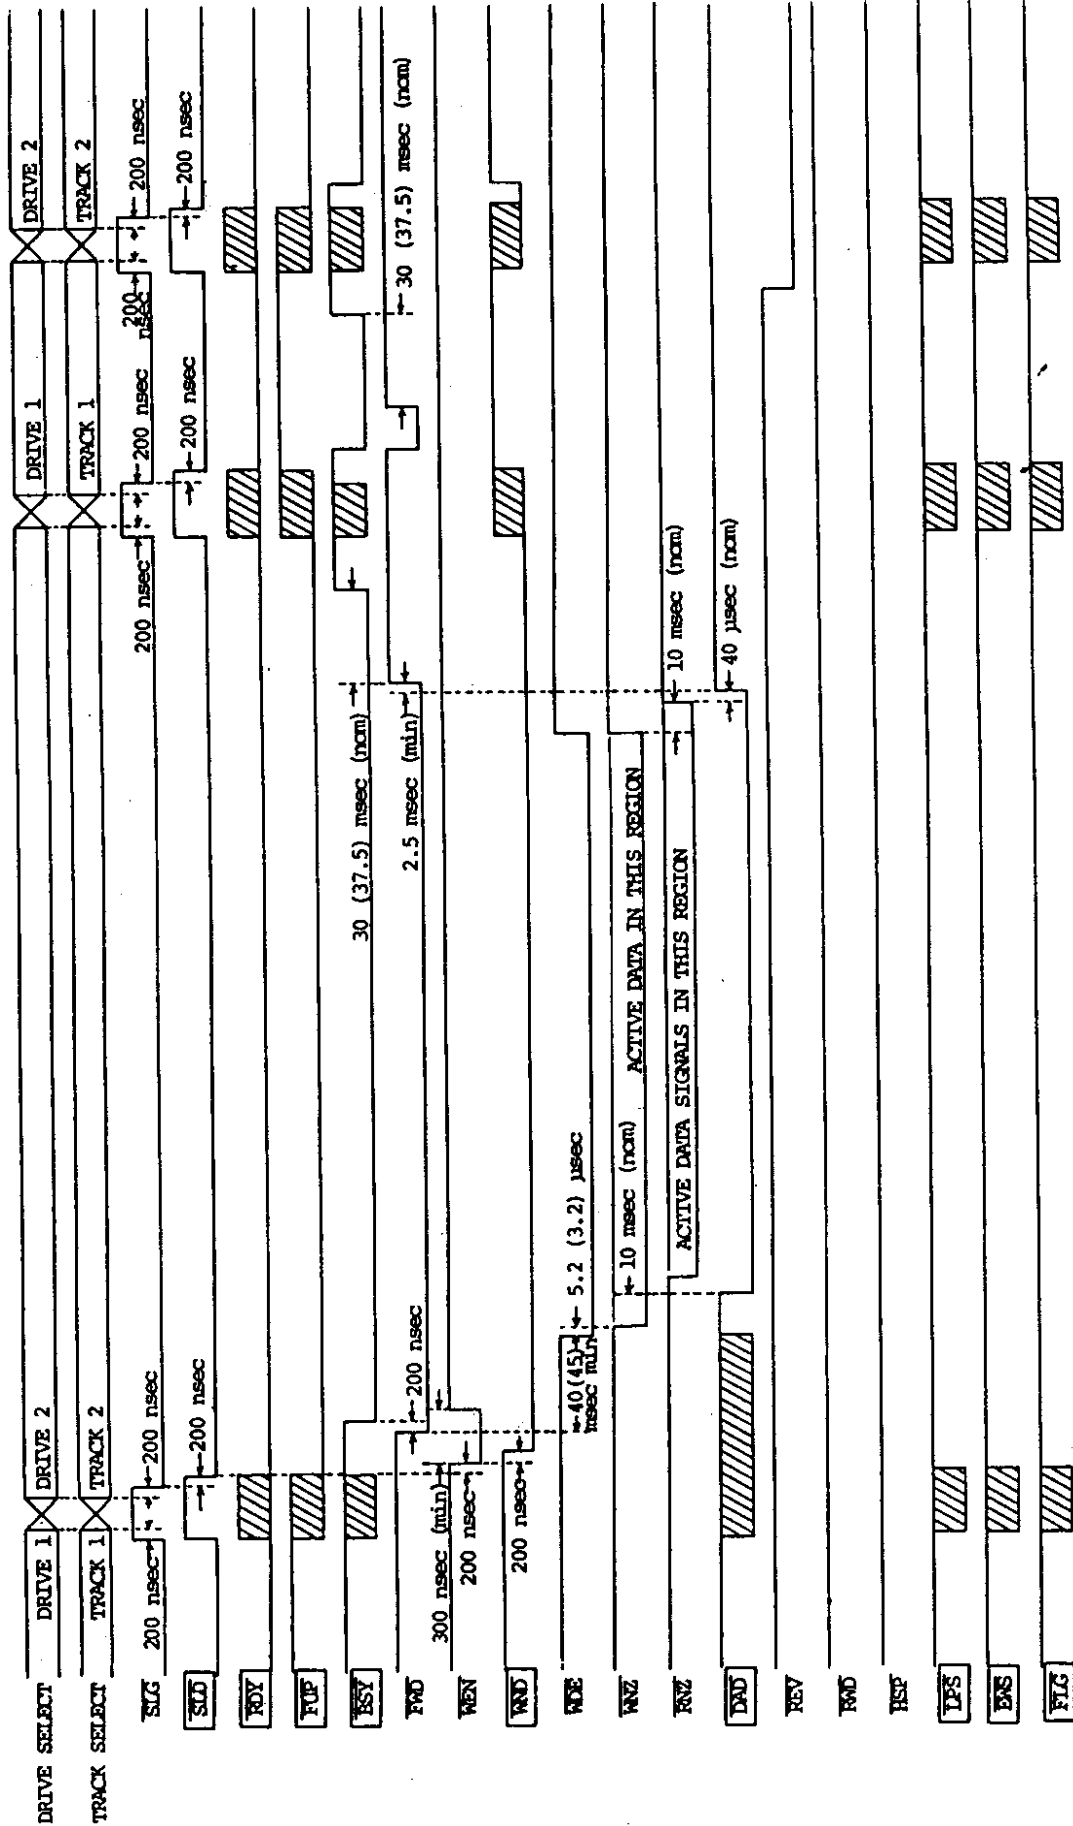 DRIVE SELECT DRIVE 1 DRIVE 2 DRIVE 1 DRIVE 2
TRACK SELECT TRACK 1 TRACK 2 TRACK 1 TRACK 2
SLG 200 nsec 200 nsec 200 nsec 200 nsec 200 nsec 200 nsec
SLD 200 nsec 200 nsec 200 nsec
RDY
FUP
BSY 30 (37.5) msec (nom)
FWD 200 nsec 2.5 msec (min) 30 (37.5) msec (nom)
WEN 300 nsec (min) 200 nsec
WND 200 nsec
WDE 40(45) msec min 5.2 (3.2) µsec
WNZ 10 msec (nom) ACTIVE DATA IN THIS REGION
RNZ ACTIVE DATA SIGNALS IN THIS REGION 10 msec (nom)
DAD 40 µsec (nom)
REV
RWD
HSP
LPS
EWS
FLG